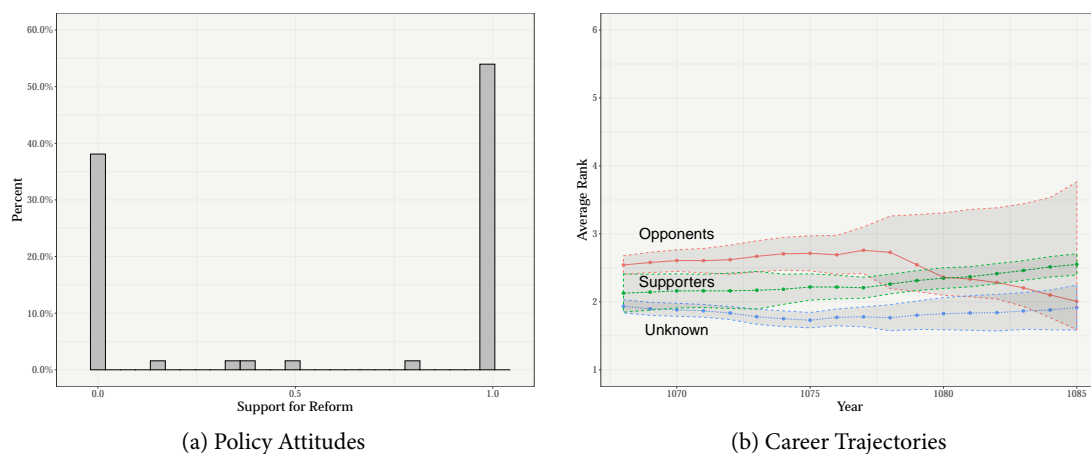 60.0%
50.0%
40.0%
30.0%
20.0%
10.0%
0.0%
Percent
0.0 0.5 1.0
Support for Reform
(a) Policy Attitudes
6
5
4
3
2
1
Average Rank
Opponents
Supporters
Unknown
1070 1075 1080 1085
Year
(b) Career Trajectories